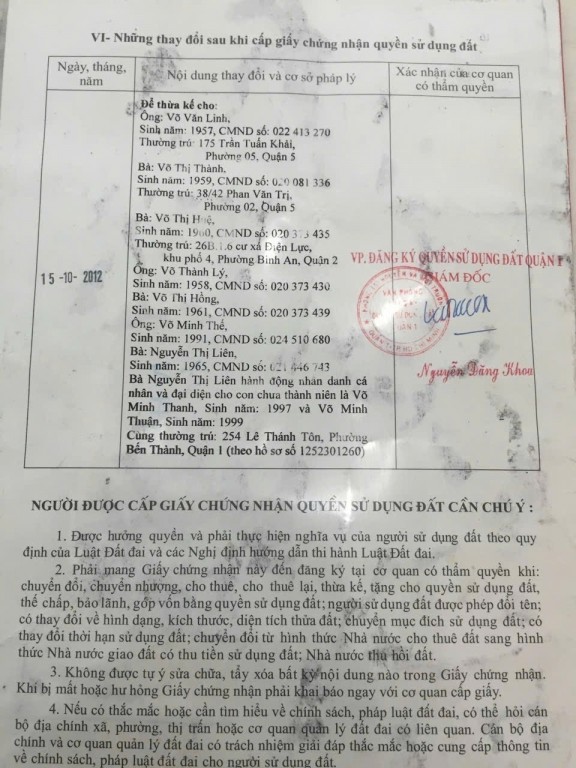 VI- Những thay đổi sau khi cấp giấy chứng nhận quyền sử dụng đất
Ngày, tháng, năm
Nội dung thay đổi và cơ sở pháp lý
Xác nhận của cơ quan có thẩm quyền
15 -10- 2012
Để thừa kế cho:
Ông: Võ Văn Linh,
Sinh năm: 1957, CMND số: 022 413 270
Thường trú: 175 Trần Tuấn Khải,
Phường 05, Quận 5
Bà: Võ Thị Thành,
Sinh năm: 1959, CMND số: 020 081 336
Thường trú: 38/42 Phan Văn Trị,
Phường 02, Quận 5
Bà: Võ Thị Huệ,
Sinh năm: 1960, CMND số: 020 373 435
Thường trú: 26B1.6 cư xá Điện Lực,
khu phố 4, Phường Bình An, Quận 2
Ông: Võ Thành Lý,
Sinh năm: 1958, CMND số: 020 373 430
Bà: Võ Thi Hồng,
Sinh năm: 1961, CMND số: 020 373 439
Ông: Võ Minh Thế,
Sinh năm: 1991, CMND số: 024 510 680
Bà: Nguyễn Thị Liên,
Sinh năm: 1965, CMND số: 021 446 743
Bà Nguyễn Thị Liên hành động nhân danh cá
nhân và đại diện cho con chưa thành niên là Võ
Minh Thanh, Sinh năm: 1997 và Võ Minh
Thuận, Sinh năm: 1999
Cùng thường trú: 254 Lê Thánh Tôn, Phường
Bến Thành, Quận 1 (theo hồ sơ số 1252301260)
VP. ĐĂNG KÝ QUYỀN SỬ DỤNG ĐẤT QUẬN 1
GIÁM ĐỐC
Nguyễn Đăng Khoa
NGƯỜI ĐƯỢC CẤP GIẤY CHỨNG NHẬN QUYỀN SỬ DỤNG ĐẤT CẦN CHÚ Ý :
1. Được hưởng quyền và phải thực hiện nghĩa vụ của người sử dụng đất theo quy
định của Luật Đất đai và các Nghị định hướng dẫn thi hành Luật Đất đai.
2. Phải mang Giấy chứng nhận này đến đăng ký tại cơ quan có thẩm quyền khi:
chuyển đổi, chuyển nhượng, cho thuê, cho thuê lại, thừa kế, tặng cho quyền sử dụng đất,
thế chấp, bảo lãnh, góp vốn bằng quyền sử dụng đất; người sử dụng đất được phép đổi tên;
có thay đổi về hình dạng, kích thước, diện tích thửa đất; chuyển mục đích sử dụng đất; có
thay đổi thời hạn sử dụng đất; chuyển đổi từ hình thức Nhà nước cho thuê đất sang hình
thức Nhà nước giao đất có thu tiền sử dụng đất; Nhà nước thu hồi đất.
3. Không được tự ý sửa chữa, tẩy xóa bất kỳ nội dung nào trong Giấy chứng nhận.
Khi bị mất hoặc hư hỏng Giấy chứng nhận phải khai báo ngay với cơ quan cấp giấy.
4. Nếu có thắc mắc hoặc cần tìm hiểu về chính sách, pháp luật đất đai, có thể hỏi cán
bộ địa chính xã, phường, thị trấn hoặc cơ quan quản lý đất đai có liên quan. Cán bộ địa
chính và cơ quan quản lý đất đai có trách nhiệm giải đáp thắc mắc hoặc cung cấp thông tin
về chính sách, pháp luật đất đai cho người sử dụng đất.